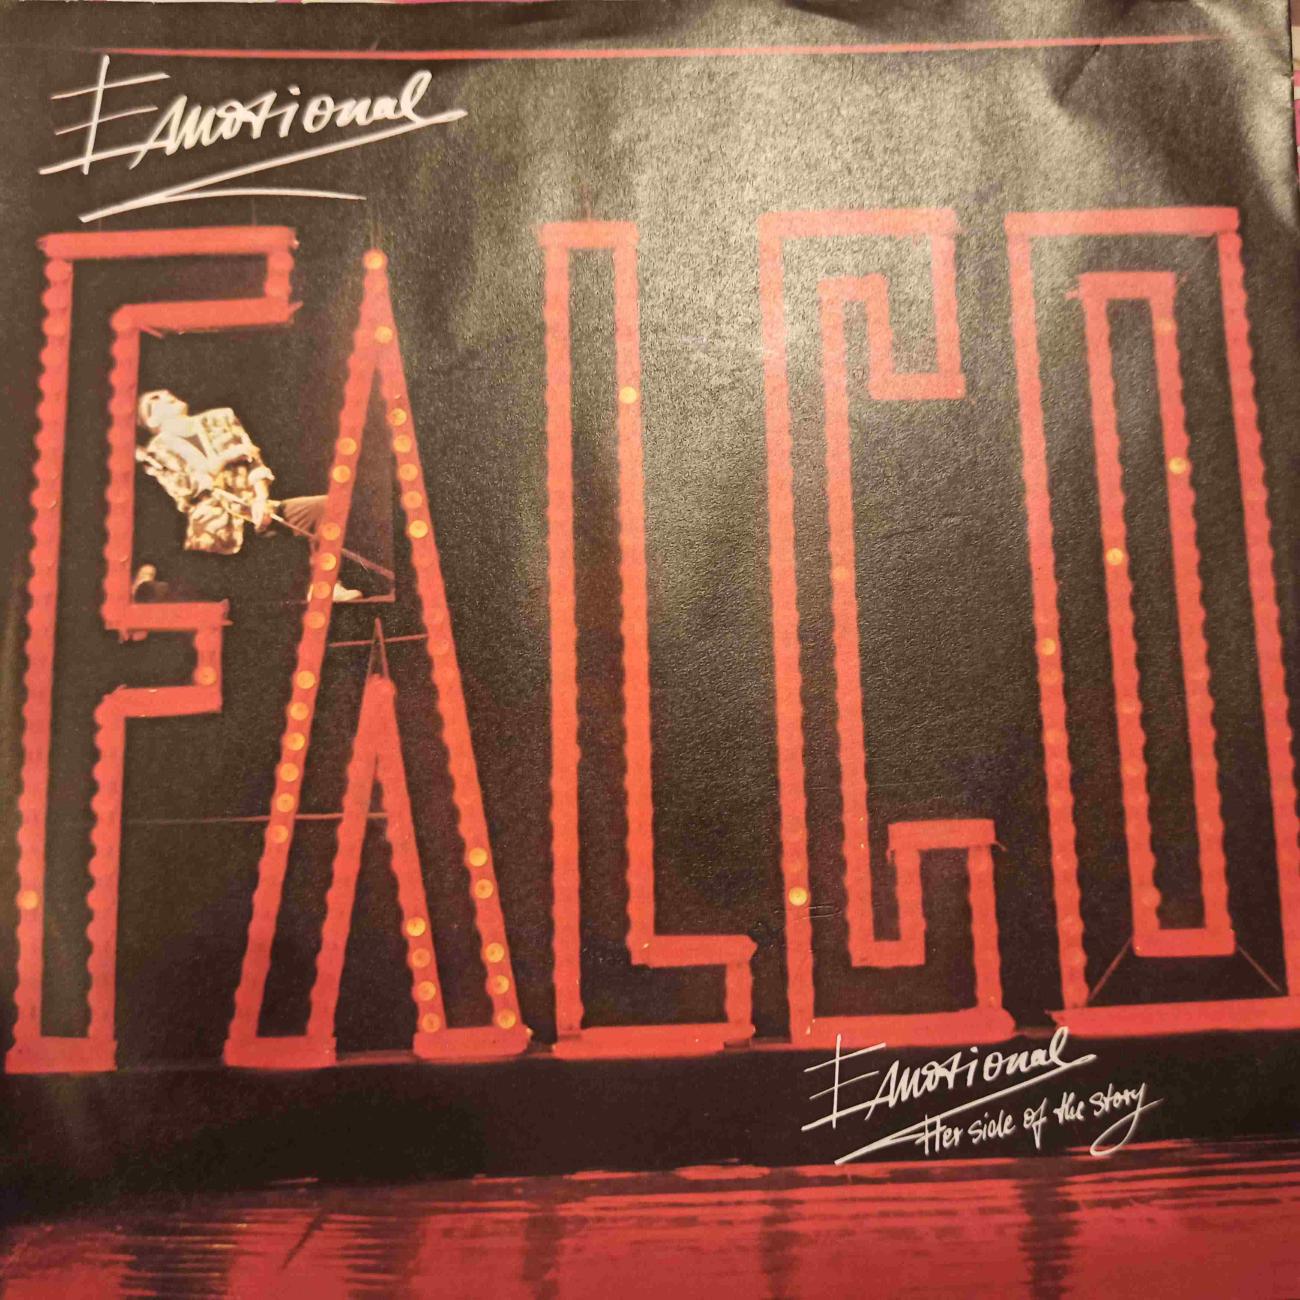 Emotional
FALCO
Emotional
Her side of the story